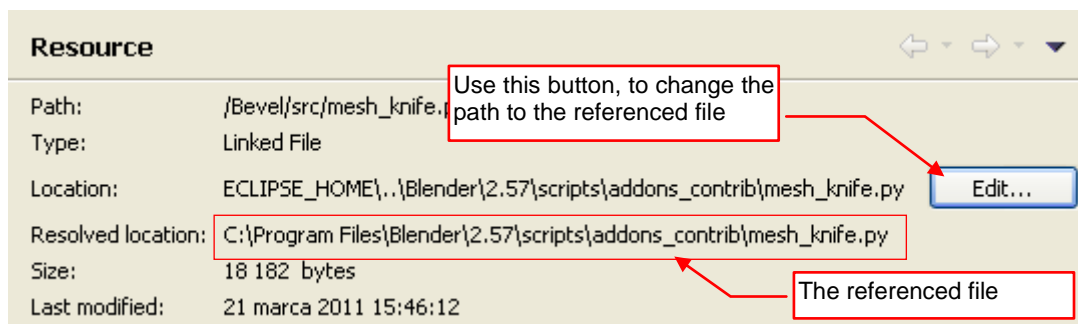 Resource
Use this button, to change the
path to the referenced file
Path: /Bevel/src/mesh_knife.
Type: Linked File
Location: ECLIPSE_HOME\..\Blender\2.57\scripts\addons_contrib\mesh_knife.py Edit...
Resolved location: C:\Program Files\Blender\2.57\scripts\addons_contrib\mesh_knife.py
Size: 18 182 bytes
The referenced file
Last modified: 21 marca 2011 15:46:12